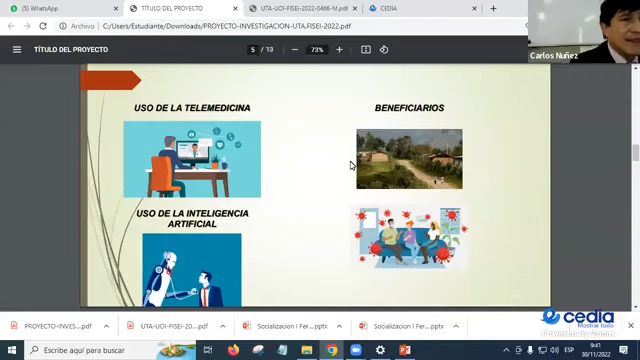 WhatsApp
TÍTULO DEL PROYECTO
UTA-UOI-FISEI-2022-0466-M.pdf
CEDIA
Archivo
C:/Users/Estudiante/Downloads/PROYECTO-INVESTIGACION-UTA.FISEI-2022.pdf
TÍTULO DEL PROYECTO
5 / 13
73%
Carlos Nuñez
USO DE LA TELEMEDICINA
BENEFICIARIOS
USO DE LA INTELIGENCIA
ARTIFICIAL
cedia
Mostrar todo
PROYECTO-INVES....pdf
UTA-UOI-FISEI-20....pdf
Socializacion I Fer....pptx
Socializacion I Fer....pptx
Escribe aquí para buscar
ESP
9:41
30/11/2022